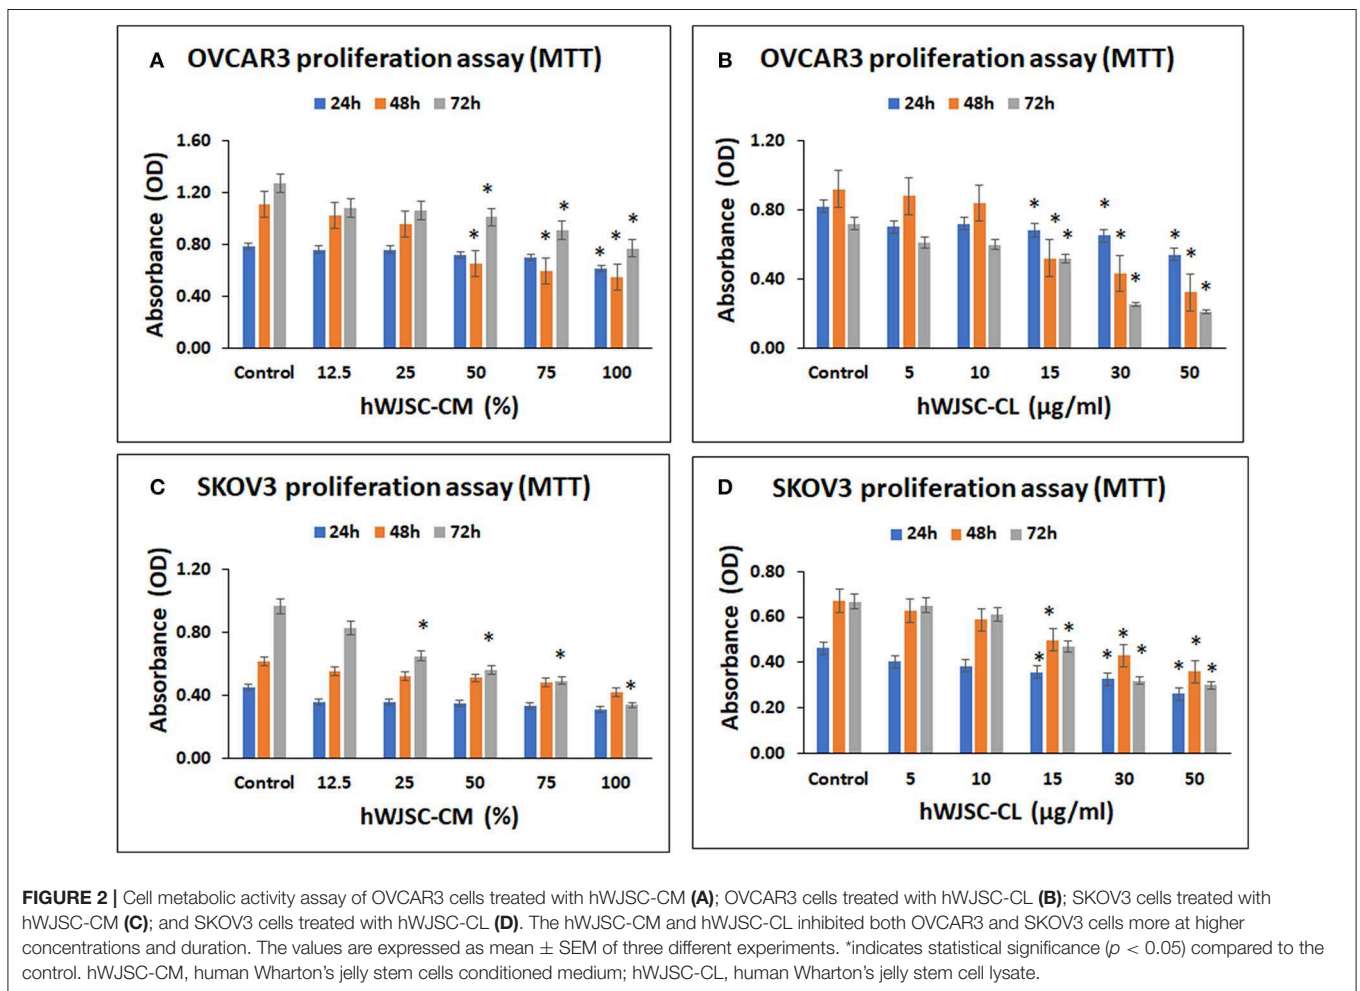 A OVCAR3 proliferation assay (MTT)
24h 48h 72h
Absorbance (OD)
1.60
1.20
0.80
0.40
0.00
* * * * * * *
Control 12.5 25 50 75 100
hWJSC-CM (%)
B OVCAR3 proliferation assay (MTT)
24h 48h 72h
Absorbance (OD)
1.20
0.80
0.40
0.00
* * * * * * * * *
Control 5 10 15 30 50
hWJSC-CL (µg/ml)
C SKOV3 proliferation assay (MTT)
24h 48h 72h
Absorbance (OD)
1.20
0.80
0.40
0.00
* * * *
Control 12.5 25 50 75 100
hWJSC-CM (%)
D SKOV3 proliferation assay (MTT)
24h 48h 72h
Absorbance (OD)
0.80
0.60
0.40
0.20
0.00
* * * * * * * * *
Control 5 10 15 30 50
hWJSC-CL (µg/ml)
FIGURE 2 | Cell metabolic activity assay of OVCAR3 cells treated with hWJSC-CM (A); OVCAR3 cells treated with hWJSC-CL (B); SKOV3 cells treated with
hWJSC-CM (C); and SKOV3 cells treated with hWJSC-CL (D). The hWJSC-CM and hWJSC-CL inhibited both OVCAR3 and SKOV3 cells more at higher
concentrations and duration. The values are expressed as mean ± SEM of three different experiments. *indicates statistical significance (p < 0.05) compared to the
control. hWJSC-CM, human Wharton's jelly stem cells conditioned medium; hWJSC-CL, human Wharton's jelly stem cell lysate.